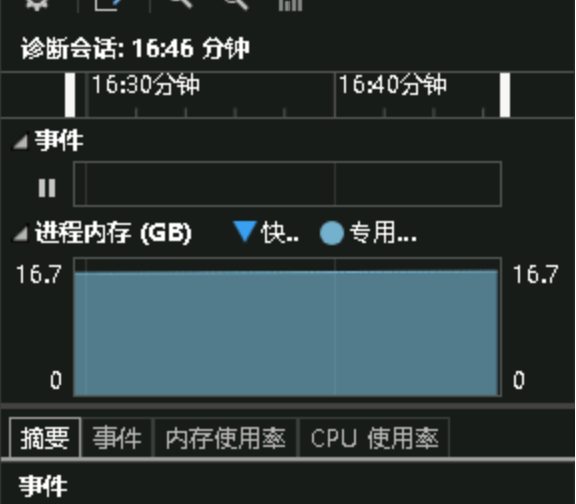 诊断会话: 16:46 分钟
16:30分钟 16:40分钟
事件
进程内存 (GB) 快.. 专用...
16.7 16.7
0 0
摘要 事件 内存使用率 CPU 使用率
事件